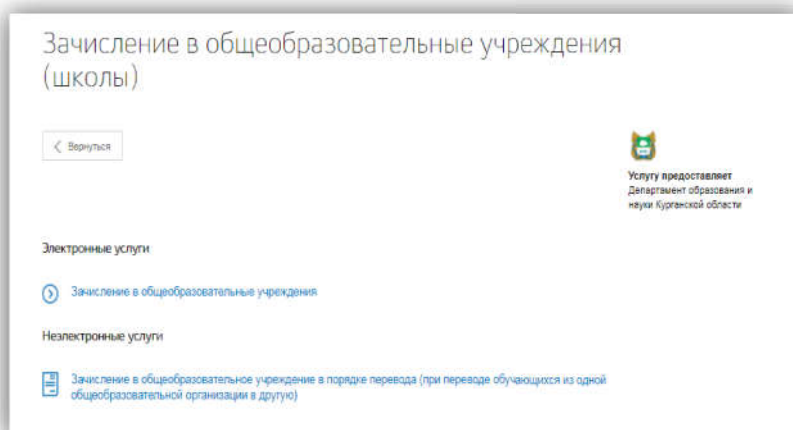 Зачисление в общеобразовательные учреждения
(школы)
Вернуться
Услугу предоставляет
Департамент образования и
науки Курганской области
Электронные услуги
Зачисление в общеобразовательные учреждения
Неэлектронные услуги
Зачисление в общеобразовательное учреждение в порядке перевода (при переводе обучающихся из одной
общеобразовательной организации в другую)